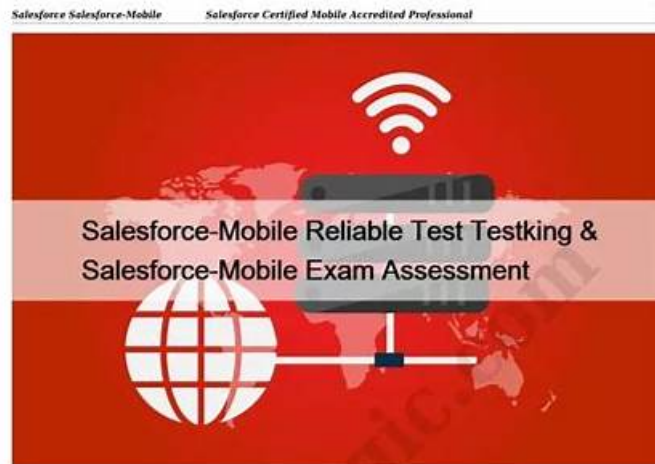 Salesforce Salesforce-Mobile Salesforce Certified Mobile Accredited Professional
Salesforce-Mobile Reliable Test Testking &
Salesforce-Mobile Exam Assessment